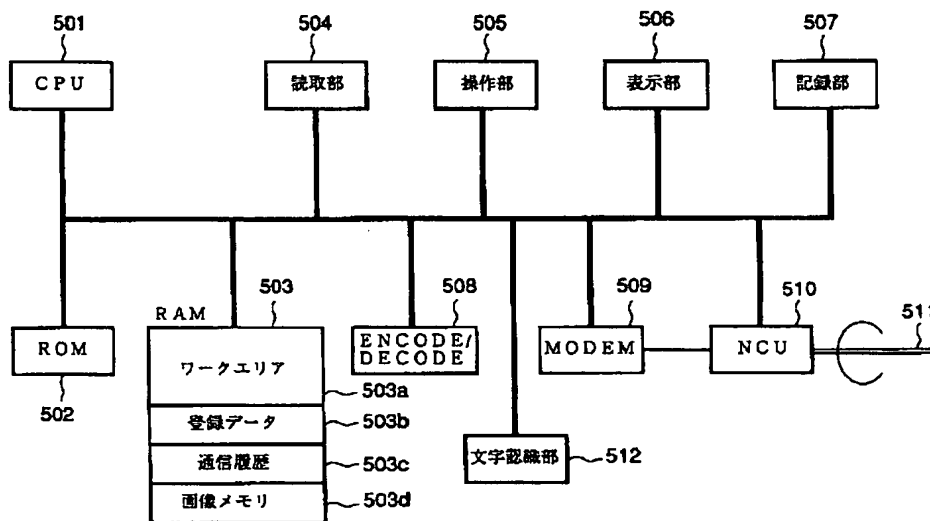 501
504
505
506
507
CPU
読取部
操作部
表示部
記録部
503
508
509
510
511
RAM
ROM
ワークエリア
ENCODE/
DECODE
MODEM
NCU
502
503a
登録データ
503b
通信履歴
503c
文字認識部
512
画像メモリ
503d